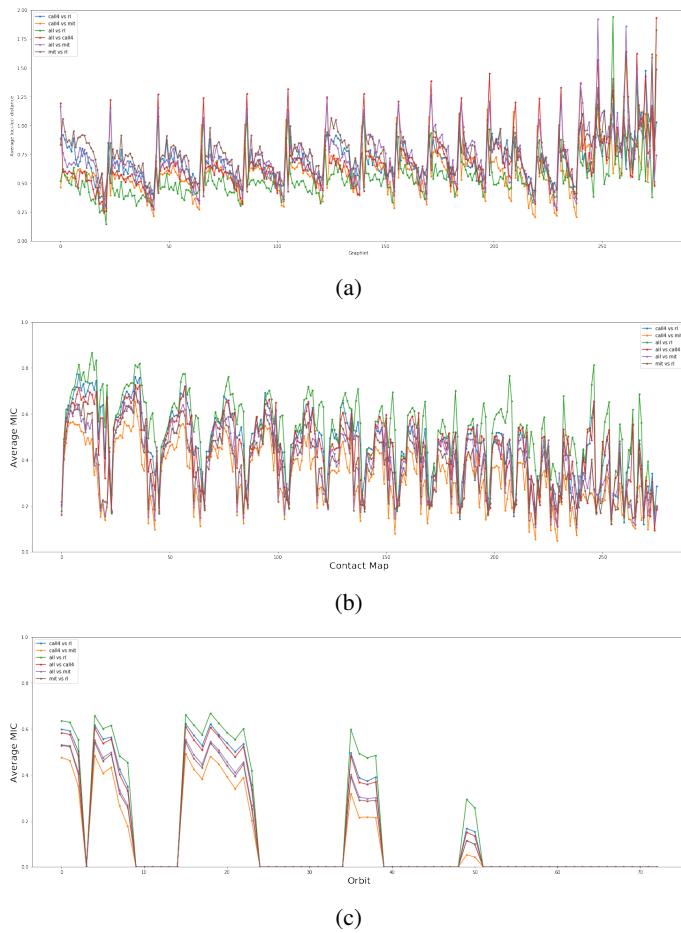 call4 vs rl
call4 vs mit
all vs rl
all vs call4
all vs mit
mit vs rl
2.00
1.75
1.50
1.25
1.00
0.75
0.50
0.25
0.00
0 50 100 150 200 250
Graphlet
(a)
call4 vs rl
call4 vs mit
all vs rl
all vs call4
all vs mit
mit vs rl
Average MIC
1.0
0.8
0.6
0.4
0.2
0.0
0 50 100 150 200 250
Contact Map
(b)
call4 vs rl
call4 vs mit
all vs rl
all vs call4
all vs mit
mit vs rl
Average MIC
1.0
0.8
0.6
0.4
0.2
0.0
0 10 20 30 40 50 60 70
Orbit
(c)